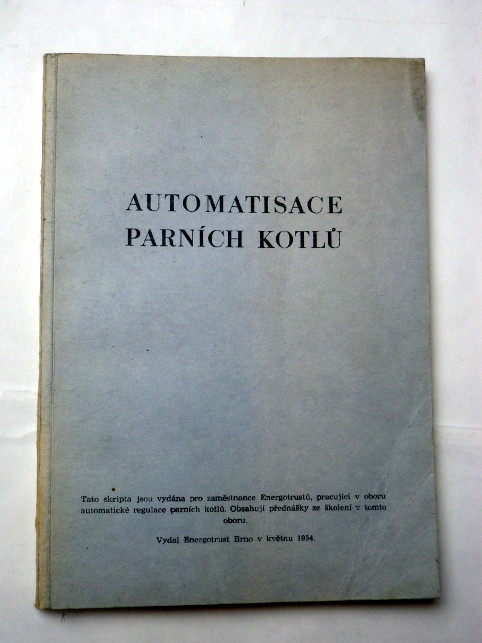 AUTOMATISACE
PARNÍCH KOTLŮ
Tato skripta jsou vydána pro zaměstnance Energotrustů, pracující v oboru
automatické regulace parních kotlů. Obsahují přednášky ze školení v tomto
oboru.
Vydal Energotrust Brno v květnu 1954.